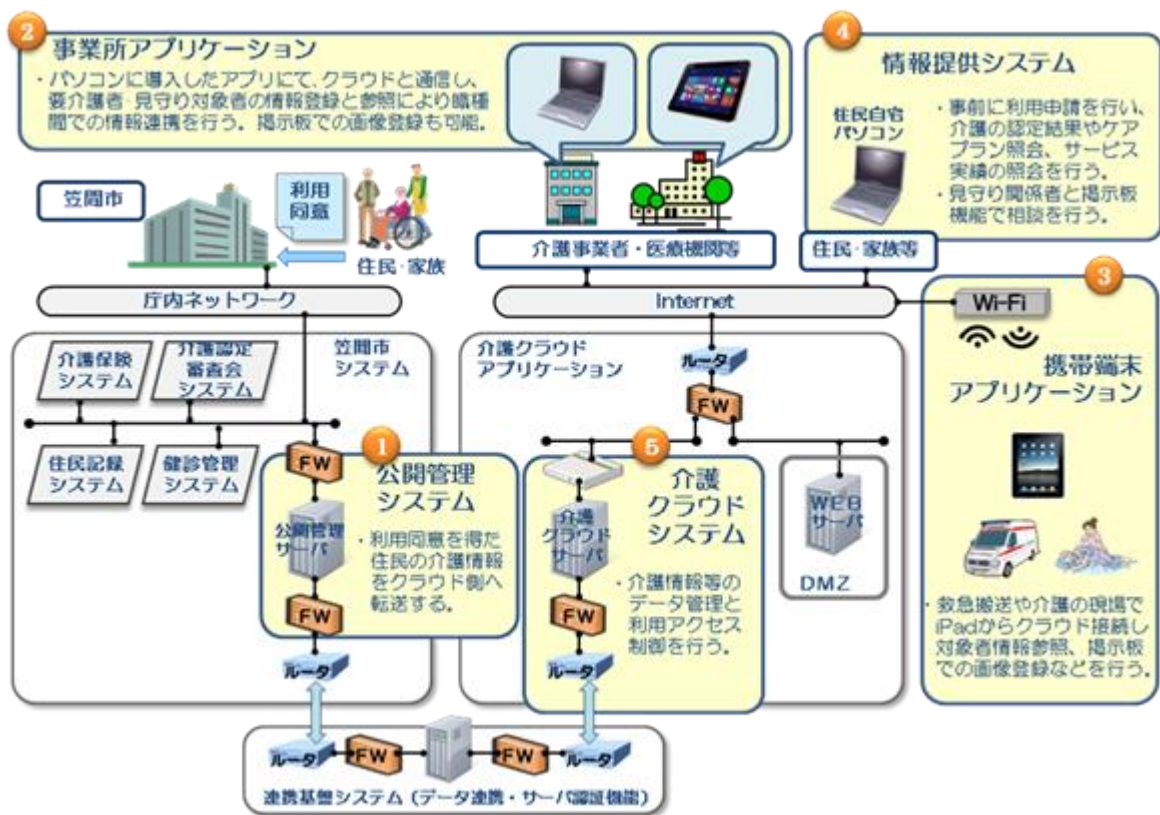 2
事業所アプリケーション
・パソコンに導入したアプリにて、クラウドと通信し、
要介護者・見守り対象者の情報登録と参照により職種
間での情報連携を行う。掲示板での画像登録も可能。
4
情報提供システム
住民自宅
パソコン
・事前に利用申請を行い、
介護の認定結果やケア
プラン照会、サービス
実績の照会を行う。
・見守り関係者と掲示板
機能で相談を行う。
笠間市
利用
同意
住民・家族
介護事業者・医療機関等
住民・家族等
庁内ネットワーク
Internet
Wi-Fi
3
携帯端末
アプリケーション
・救急搬送や介護の現場で
iPadからクラウド接続し
対象者情報参照、掲示板
での画像登録などを行う。
笠間市
システム
介護保険
システム
介護認定
審査会
システム
住民記録
システム
健診管理
システム
FW
1
公開管理
システム
公開管理
サーバ
・利用同意を得た
住民の介護情報
をクラウド側へ
転送する。
FW
ルータ
介護クラウド
アプリケーション
ルータ
FW
5
介護
クラウド
システム
介護
クラウド
サーバ
・介護情報等の
データ管理と
利用アクセス
制御を行う。
FW
ルータ
WEB
サーバ
DMZ
ルータ
FW
FW
ルータ
連携基盤システム（データ連携・サーバ認証機能）